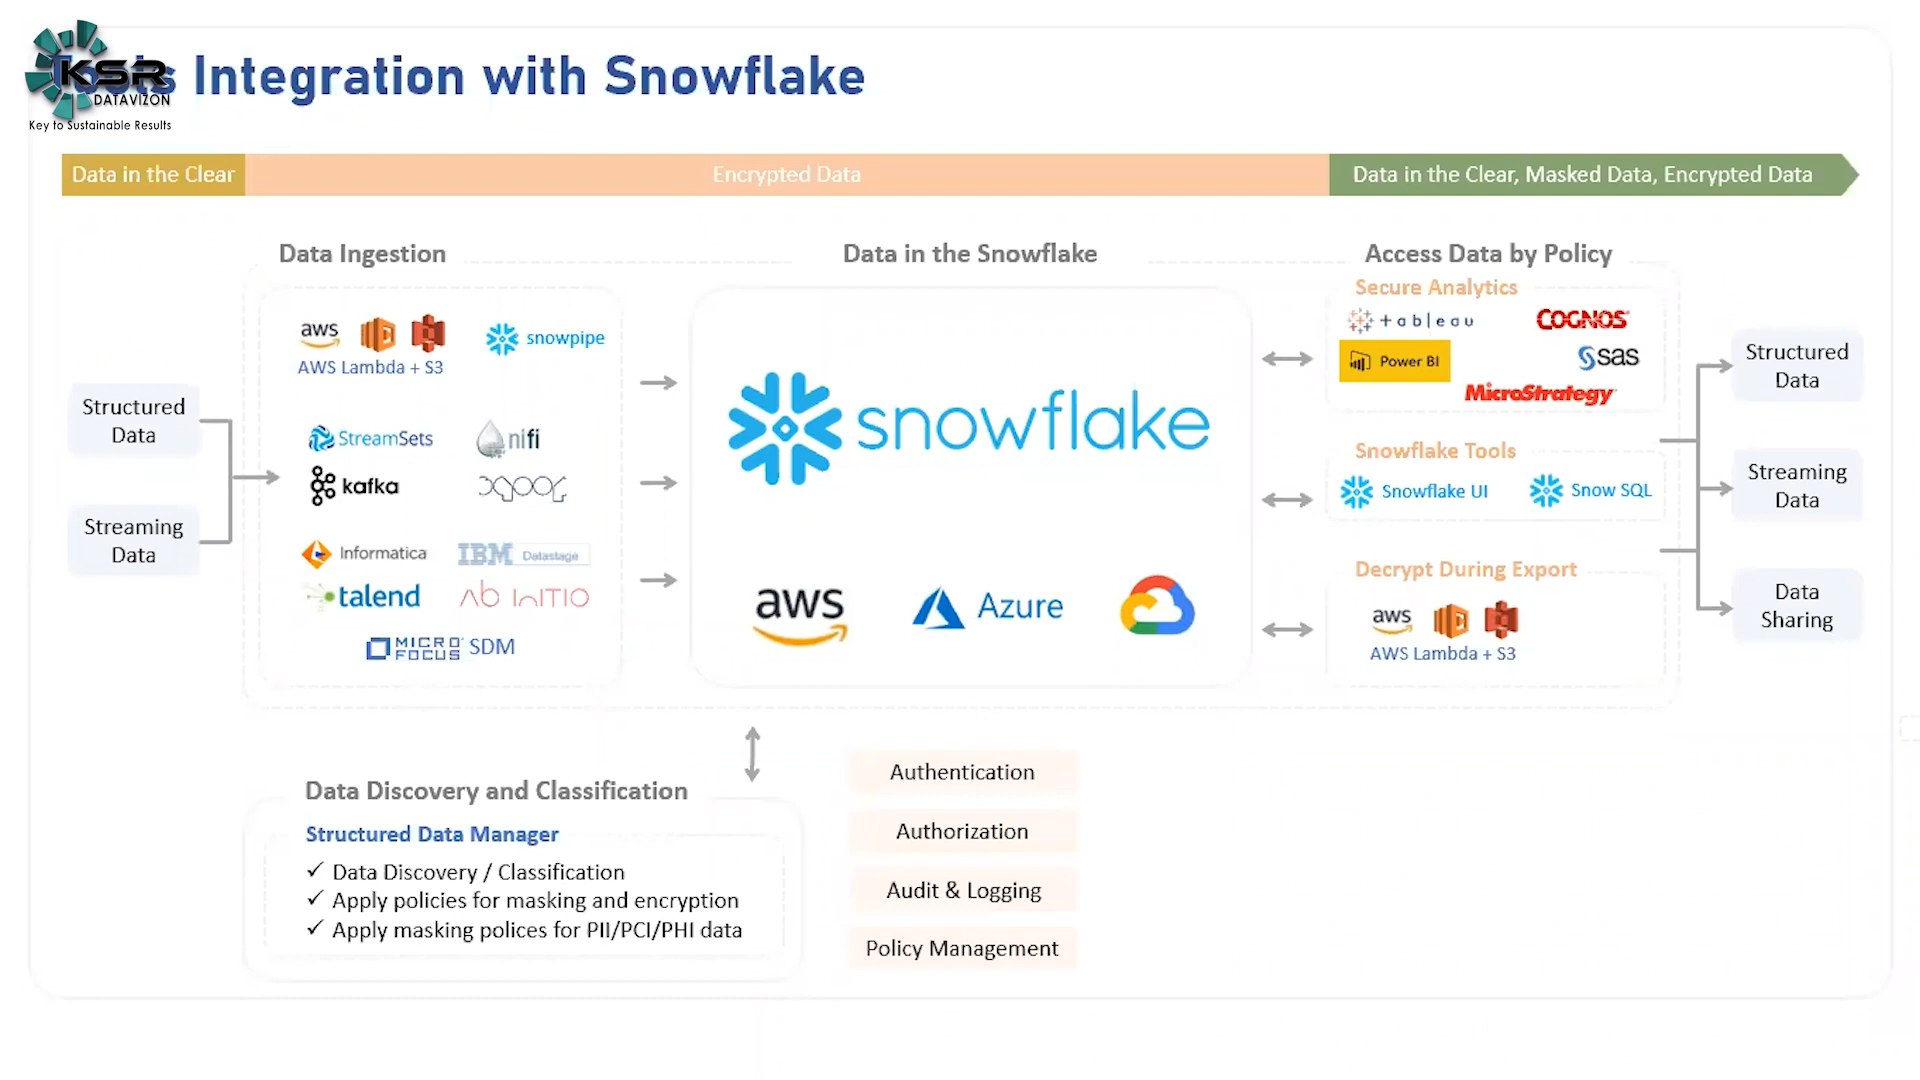 KSR
DATAVIZON
Key to Sustainable Results
Tools Integration with Snowflake
Data in the Clear
Encrypted Data
Data in the Clear, Masked Data, Encrypted Data
Data Ingestion
Data in the Snowflake
Access Data by Policy
Structured
Data
Streaming
Data
aws
AWS Lambda + S3
snowpipe
StreamSets
nifi
kafka
sqoop
Informatica
IBM Datastage
talend
Ab Initio
MICRO
FOCUS
SDM
snowflake
aws
Azure
Secure Analytics
+ableau
COGNOS
Power BI
sas
MicroStrategy
Snowflake Tools
Snowflake UI
Snow SQL
Decrypt During Export
aws
AWS Lambda + S3
Structured
Data
Streaming
Data
Data
Sharing
Data Discovery and Classification
Structured Data Manager
✓ Data Discovery / Classification
✓ Apply policies for masking and encryption
✓ Apply masking polices for PII/PCI/PHI data
Authentication
Authorization
Audit & Logging
Policy Management